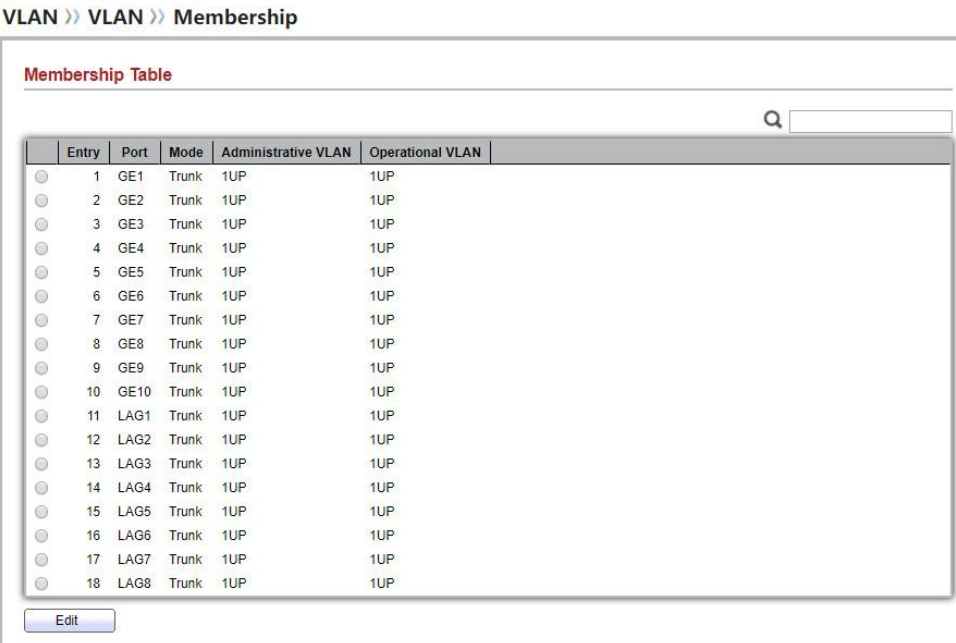 VLAN » VLAN » Membership
Membership Table
Entry Port Mode Administrative VLAN Operational VLAN
1 GE1 Trunk 1UP 1UP
2 GE2 Trunk 1UP 1UP
3 GE3 Trunk 1UP 1UP
4 GE4 Trunk 1UP 1UP
5 GE5 Trunk 1UP 1UP
6 GE6 Trunk 1UP 1UP
7 GE7 Trunk 1UP 1UP
8 GE8 Trunk 1UP 1UP
9 GE9 Trunk 1UP 1UP
10 GE10 Trunk 1UP 1UP
11 LAG1 Trunk 1UP 1UP
12 LAG2 Trunk 1UP 1UP
13 LAG3 Trunk 1UP 1UP
14 LAG4 Trunk 1UP 1UP
15 LAG5 Trunk 1UP 1UP
16 LAG6 Trunk 1UP 1UP
17 LAG7 Trunk 1UP 1UP
18 LAG8 Trunk 1UP 1UP
Edit